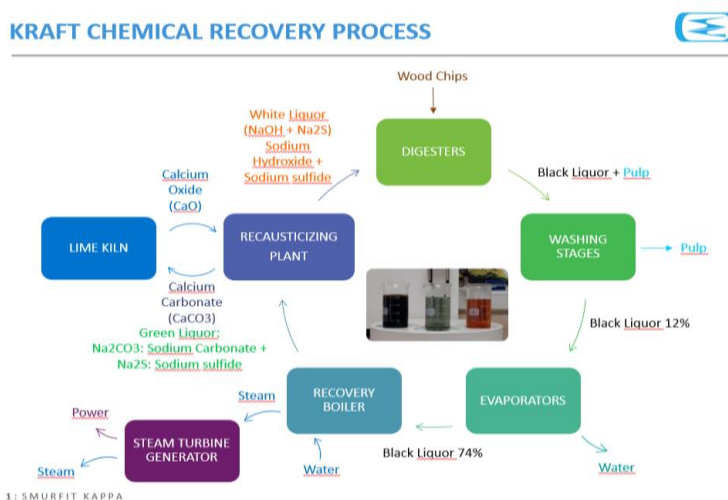 KRAFT CHEMICAL RECOVERY PROCESS
Wood Chips
White Liquor
(NaOH + Na2S)
Sodium
Hydroxide +
Sodium sulfide
DIGESTERS
Black Liquor + Pulp
Calcium
Oxide
(CaO)
LIME KILN
RECAUSTICIZING
PLANT
WASHING
STAGES
Pulp
Calcium
Carbonate
(CaCO3)
Green Liquor:
Na2CO3: Sodium Carbonate +
Na2S: Sodium sulfide
Black Liquor 12%
RECOVERY
BOILER
EVAPORATORS
Steam
Power
STEAM TURBINE
GENERATOR
Steam
Water
Black Liquor 74%
Water
1: SMURFIT KAPPA